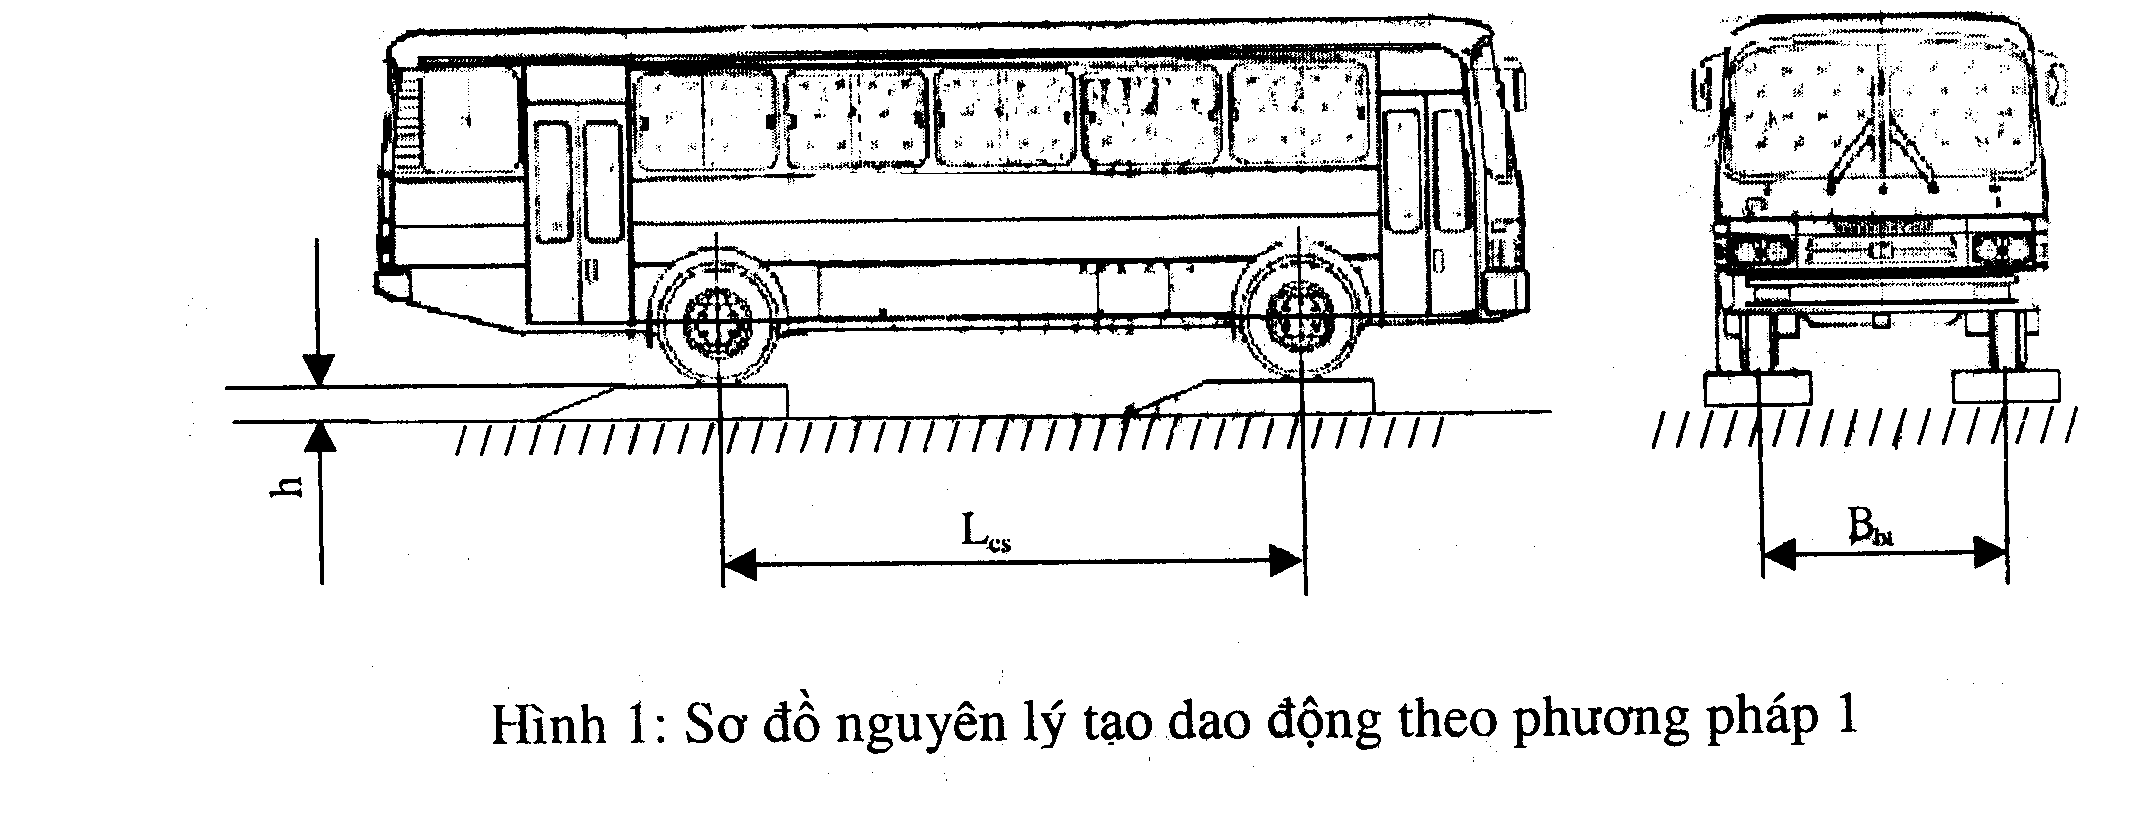 h
Lcs
Bbt
Hình 1: Sơ đồ nguyên lý tạo dao động theo phương pháp 1